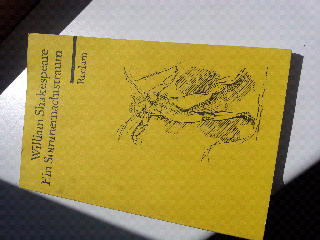 William Shakespeare
Ein Sommernachtstraum
Reclam